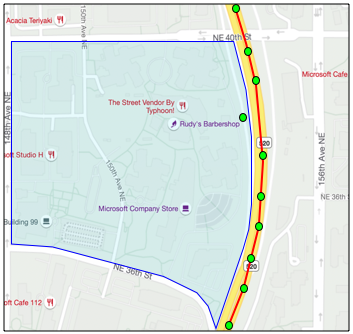 Acacia Teriyaki
150th Ave NE
NE 40th St
148th Ave NE
Microsoft Cafe
The Street Vendor By
Typhoon!
Rudy's Barbershop
520
156th Ave NE
oft Studio H
150th Ave NE
NE 36th
Microsoft Company Store
Building 99
NE 36th St
520
oft Cafe 112